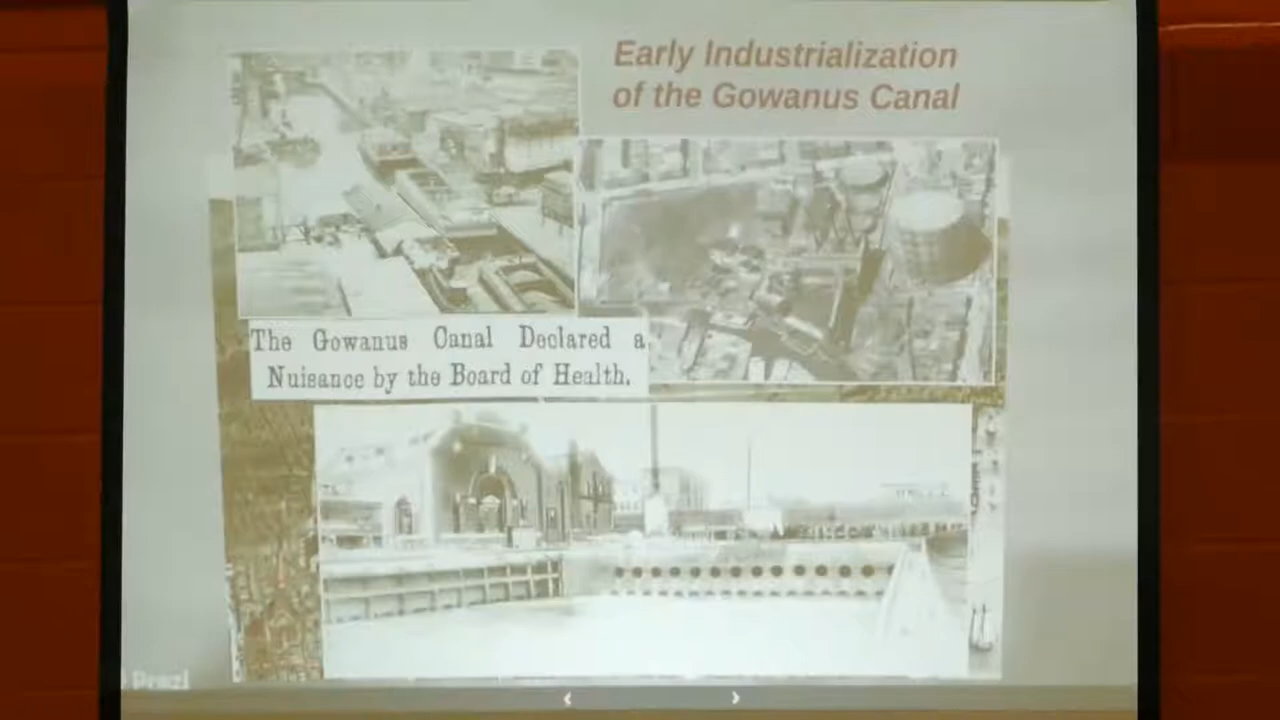 Early Industrialization
of the Gowanus Canal
The Gowanus Canal Declared a
Nuisance by the Board of Health.
Prezi